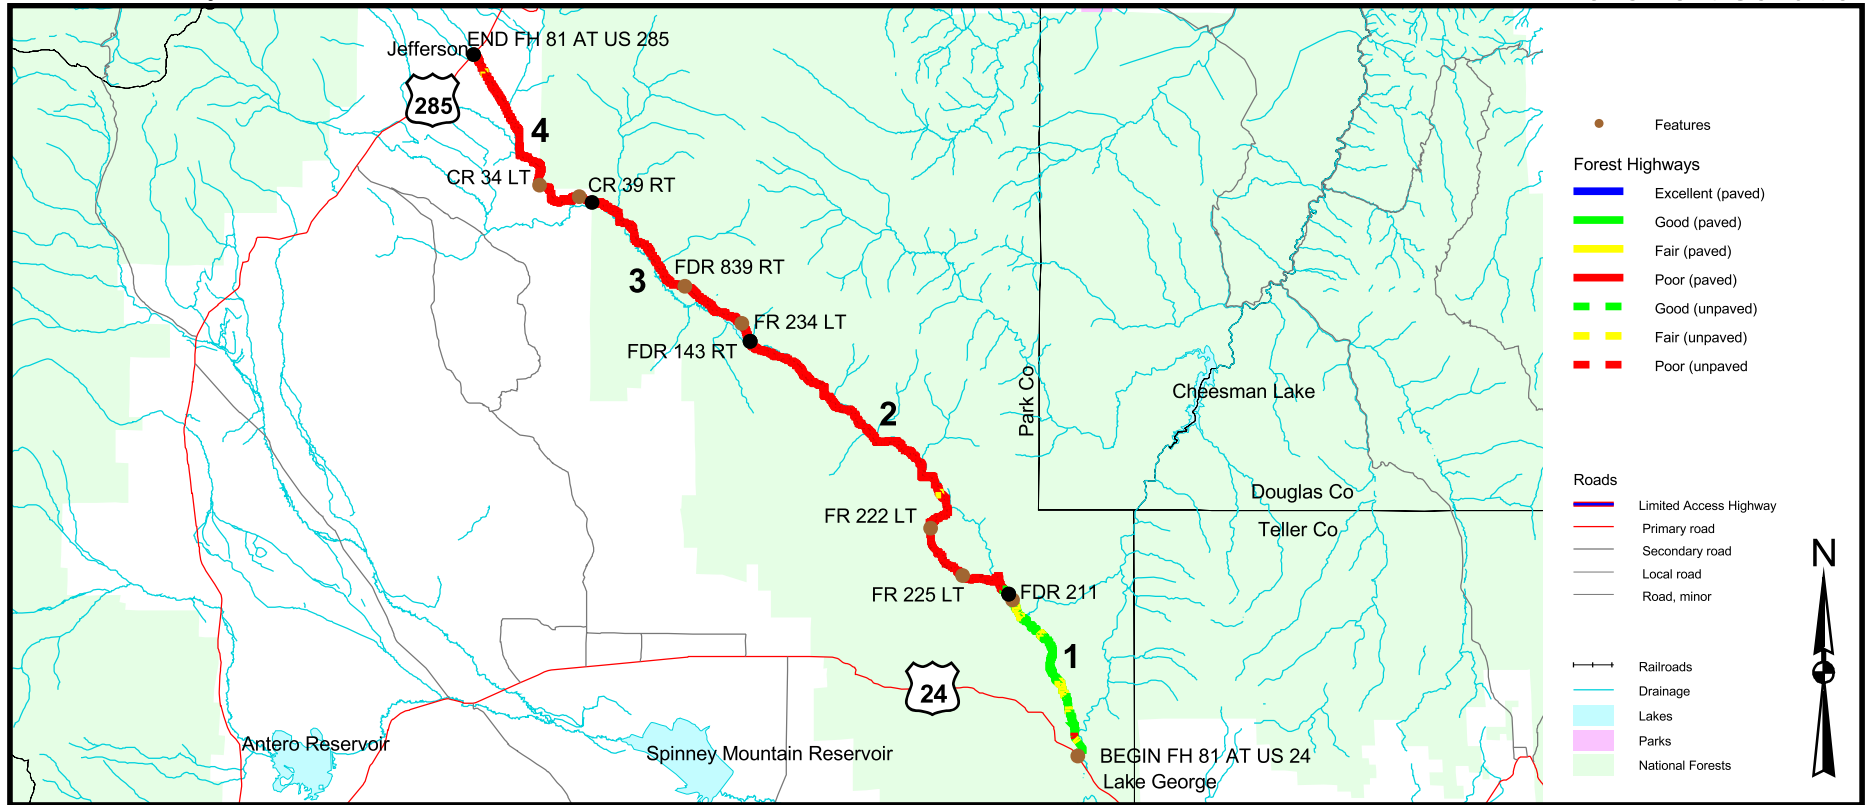 END FH 81 AT US 285
Jefferson
285
4
CR 34 LT
CR 39 RT
3
FDR 839 RT
FR 234 LT
FDR 143 RT
Park Co
Cheesman Lake
2
Douglas Co
FR 222 LT
Teller Co
FR 225 LT
FDR 211
1
24
Antero Reservoir
Spinney Mountain Reservoir
BEGIN FH 81 AT US 24
Lake George
Features
Forest Highways
Excellent (paved)
Good (paved)
Fair (paved)
Poor (paved)
Good (unpaved)
Fair (unpaved)
Poor (unpaved
Roads
Limited Access Highway
Primary road
Secondary road
Local road
Road, minor
N
Railroads
Drainage
Lakes
Parks
National Forests